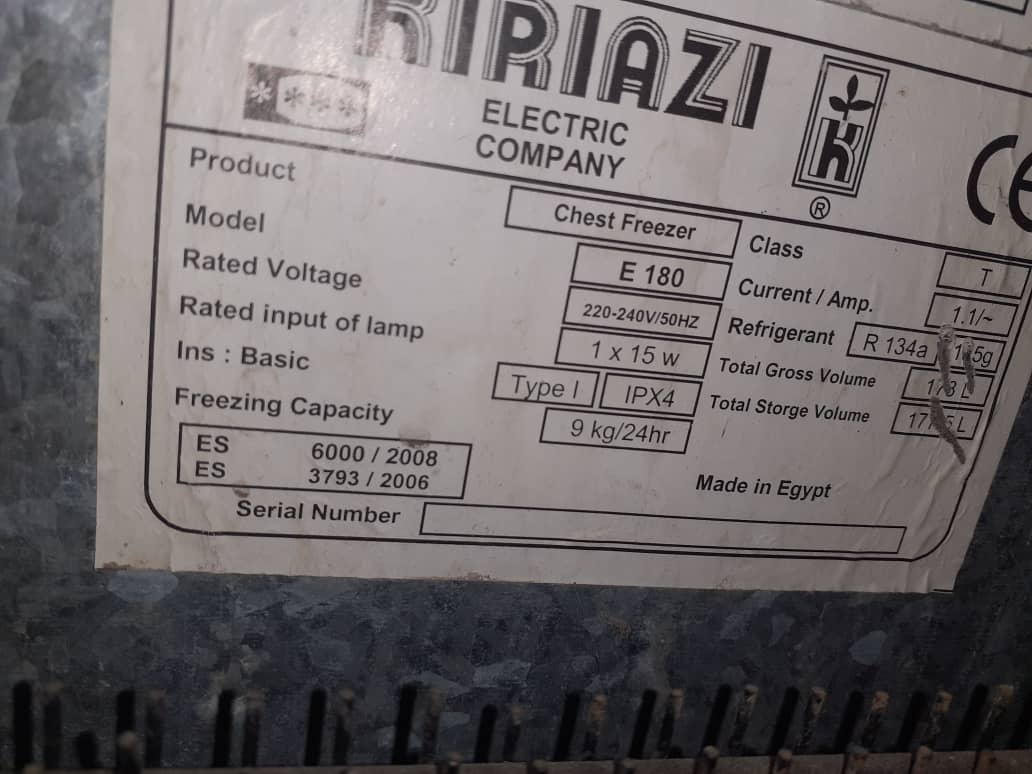 KIRIAZI
ELECTRIC
COMPANY
®
CE
Product Chest Freezer
Model E 180
Rated Voltage 220-240V/50HZ
Rated input of lamp 1 x 15 w
Ins : Basic Type I IPX4
Freezing Capacity 9 kg/24hr
Class T
Current / Amp. 1.1/~
Refrigerant R 134a
Total Gross Volume
Total Storge Volume
ES 6000 / 2008
ES 3793 / 2006
Made in Egypt
Serial Number